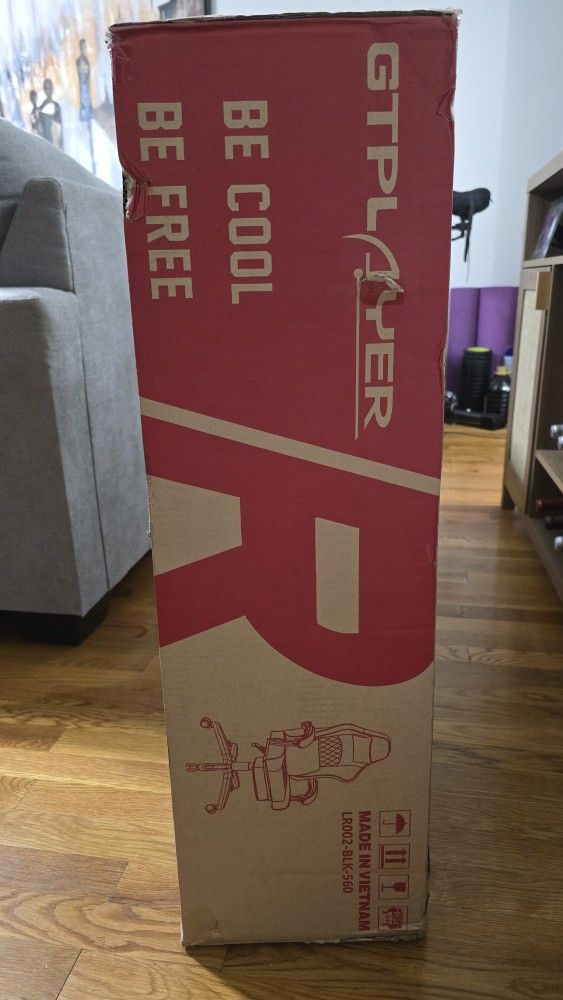 GTPLAYER
BE COOL
BE FREE
R
MADE IN VIETNAM
LR002-BLK-560